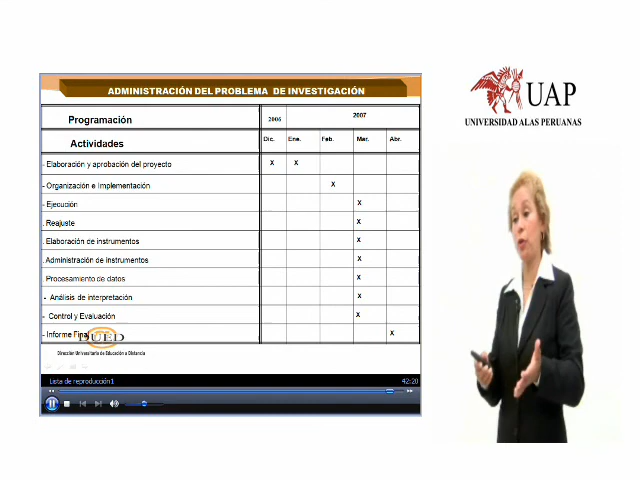 ADMINISTRACIÓN DEL PROBLEMA DE INVESTIGACIÓN
Programación 2006 2007
Actividades Dic. Ene. Feb. Mar. Abr.
- Elaboración y aprobación del proyecto X X
- Organización e Implementación X
- Ejecución X
. Reajuste X
. Elaboración de instrumentos X
. Administración de instrumentos X
. Procesamiento de datos X
- Análisis de interpretación X
- Control y Evaluación X
- Informe Final X
DUED
Dirección Universitaria de Educación a Distancia
Lista de reproducción1 42:20
UAP
UNIVERSIDAD ALAS PERUANAS